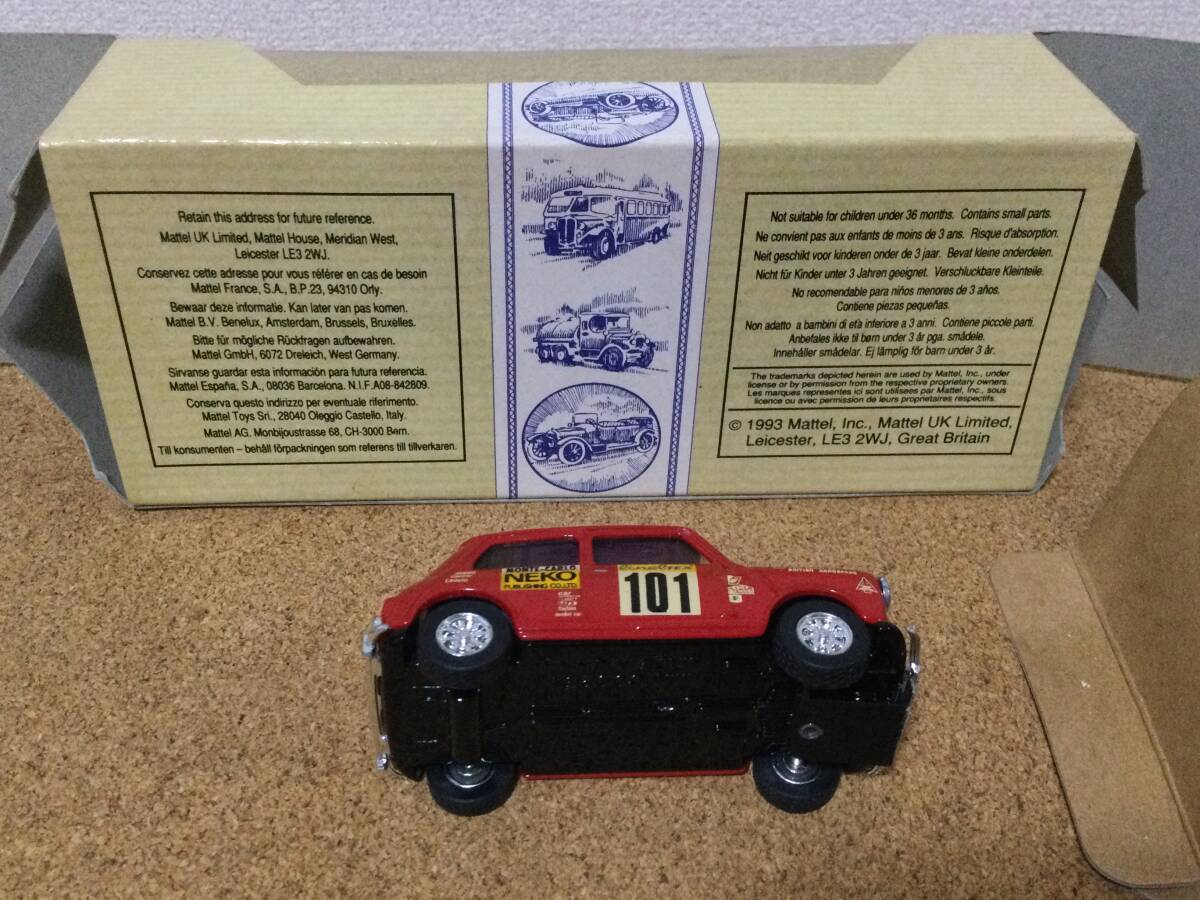 Retain this address for future reference.
Mattel UK Limited, Mattel House, Meridian West,
Leicester LE3 2WJ.
Conservez cette adresse pour vous référer en cas de besoin
Mattel France, S.A., B.P.23, 94310 Orly.
Bewaar deze informatie. Kan later van pas komen.
Mattel B.V. Benelux, Amsterdam, Brussels, Bruxelles.
Bitte für mögliche Rückfragen aufbewahren.
Mattel GmbH, 6072 Dreleich, West Germany.
Sirvanse guardar esta información para futura referencia.
Mattel España, S.A., 08036 Barcelona. N.I.F.A08-842809.
Conserva questo indirizzo per eventuale riferimento.
Mattel Toys Sri., 28040 Oleggio Castello, Italy.
Mattel AG. Monbijoustrasse 68, CH-3000 Bern.
Till konsumenten – behåll förpackningen som referens till tillverkaren.
Not suitable for children under 36 months. Contains small parts.
Ne convient pas aux enfants de moins de 3 ans. Risque d'absorption.
Neit geschikt voor kinderen onder de 3 jaar. Bevat kleine onderdelen.
Nicht für Kinder unter 3 Jahren geeignet. Verschluckbare Kleinteile.
No recomendable para niños menores de 3 años.
Contiene piezas pequeñas.
Non adatto a bambini di età inferiore a 3 anni. Contiene piccole parti.
Anbefales ikke til børn under 3 år pga. smådele.
Innehåller smådelar. Ej lämplig för barn under 3 år.
The trademarks depicted herein are used by Mattel, Inc., under
license or by permission from the respective proprietary owners.
Les marques representes ici sont utilisees par Mattel, Inc., sous
licence ou avec permission de leurs proprietaires respectifs.
© 1993 Mattel, Inc., Mattel UK Limited,
Leicester, LE3 2WJ, Great Britain
MONTE-CARLO
NEKO
PUBLISHING CO.LTD.
101
car
model car